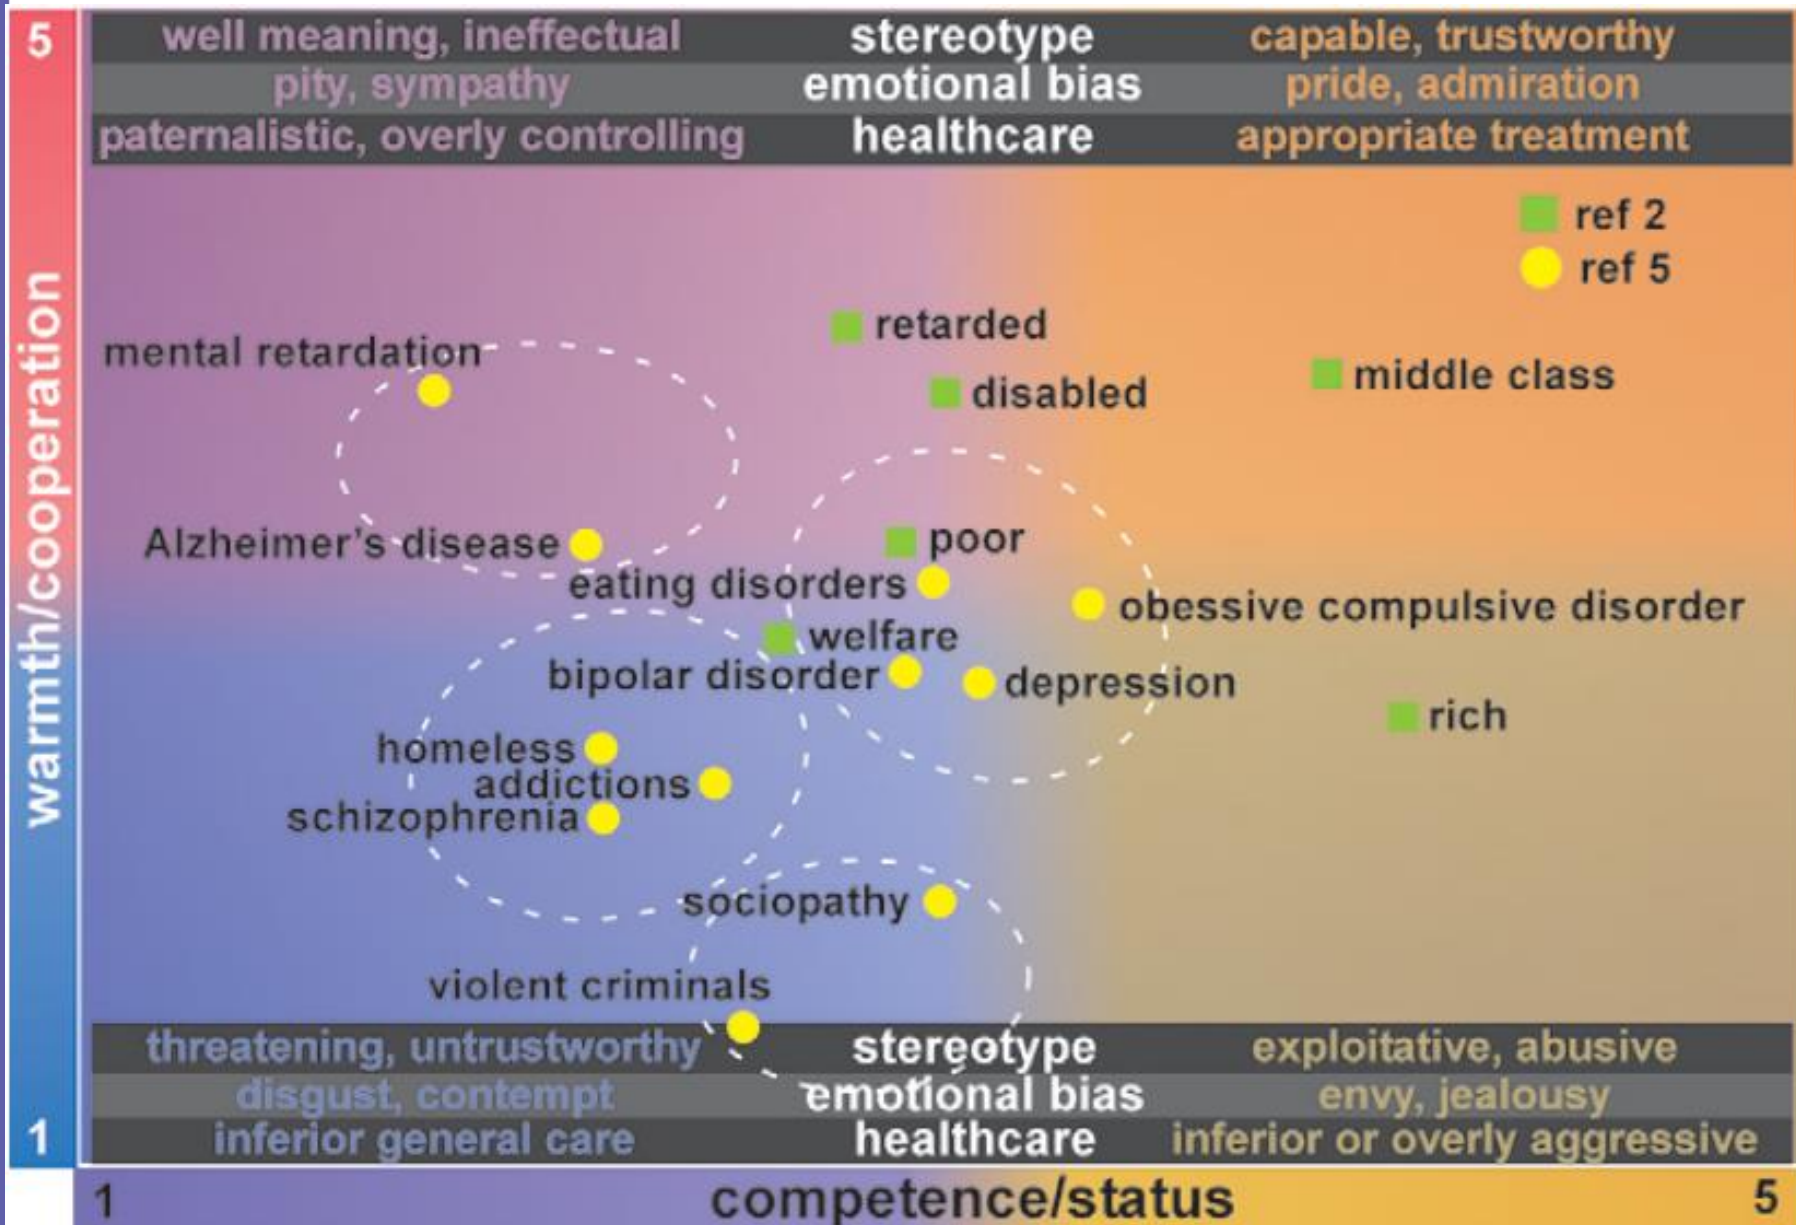 5
well meaning, ineffectual stereotype capable, trustworthy
pity, sympathy emotional bias pride, admiration
paternalistic, overly controlling healthcare appropriate treatment
ref 2
ref 5
retarded
mental retardation
middle class
disabled
warmth/cooperation
poor
Alzheimer's disease
eating disorders
obessive compulsive disorder
welfare
bipolar disorder
depression
rich
homeless
addictions
schizophrenia
sociopathy
violent criminals
threatening, untrustworthy stereotype exploitative, abusive
disgust, contempt emotional bias envy, jealousy
1 inferior general care healthcare inferior or overly aggressive
1 competence/status 5